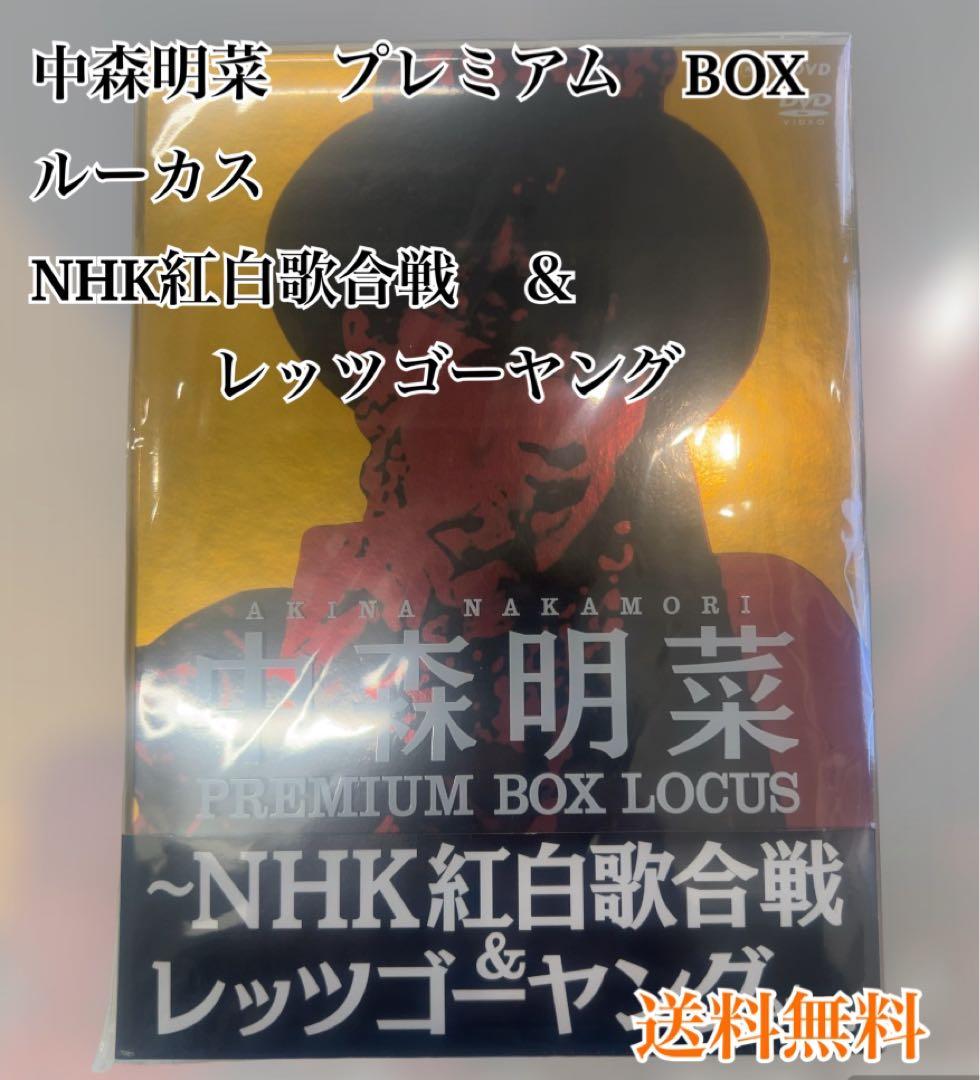 中森明菜　プレミアム　BOX
ルーカス
NHK紅白歌合戦　&
レッツゴーヤング
DVD
DVD
VIDEO
AKINA NAKAMORI
中森明菜
PREMIUM BOX LOCUS
~NHK紅白歌合戦
&
レッツゴーヤング
送料無料